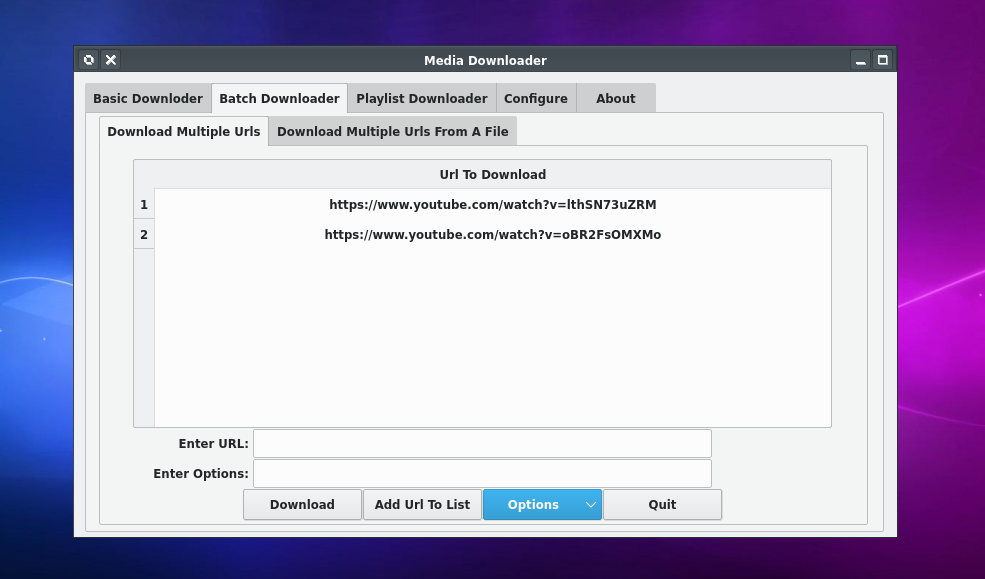 Media Downloader
Basic Downloder Batch Downloader Playlist Downloader Configure About
Download Multiple Urls Download Multiple Urls From A File
Url To Download
1 https://www.youtube.com/watch?v=lthSN73uZRM
2 https://www.youtube.com/watch?v=oBR2FsOMXMo
Enter URL:
Enter Options:
Download Add Url To List Options Quit